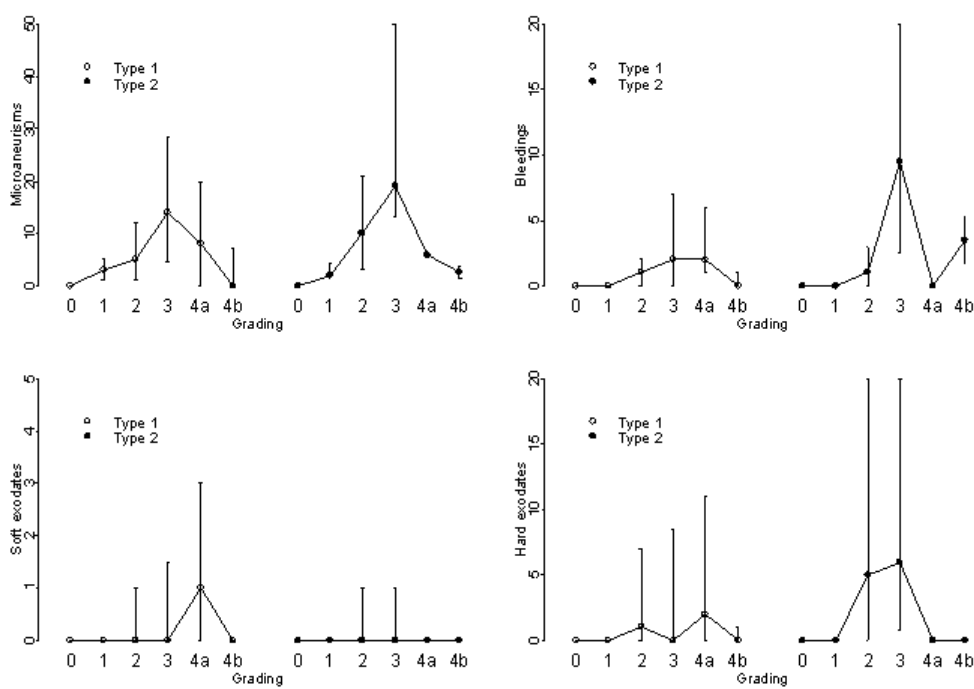 Microaneurisms
50
40
30
20
10
0
Type 1
Type 2
0 1 2 3 4a 4b 0 1 2 3 4a 4b
Grading
Bleedings
20
15
10
5
0
Type 1
Type 2
0 1 2 3 4a 4b 0 1 2 3 4a 4b
Grading
Soft exodates
5
4
3
2
1
0
Type 1
Type 2
0 1 2 3 4a 4b 0 1 2 3 4a 4b
Grading
Hard exodates
20
15
10
5
0
Type 1
Type 2
0 1 2 3 4a 4b 0 1 2 3 4a 4b
Grading